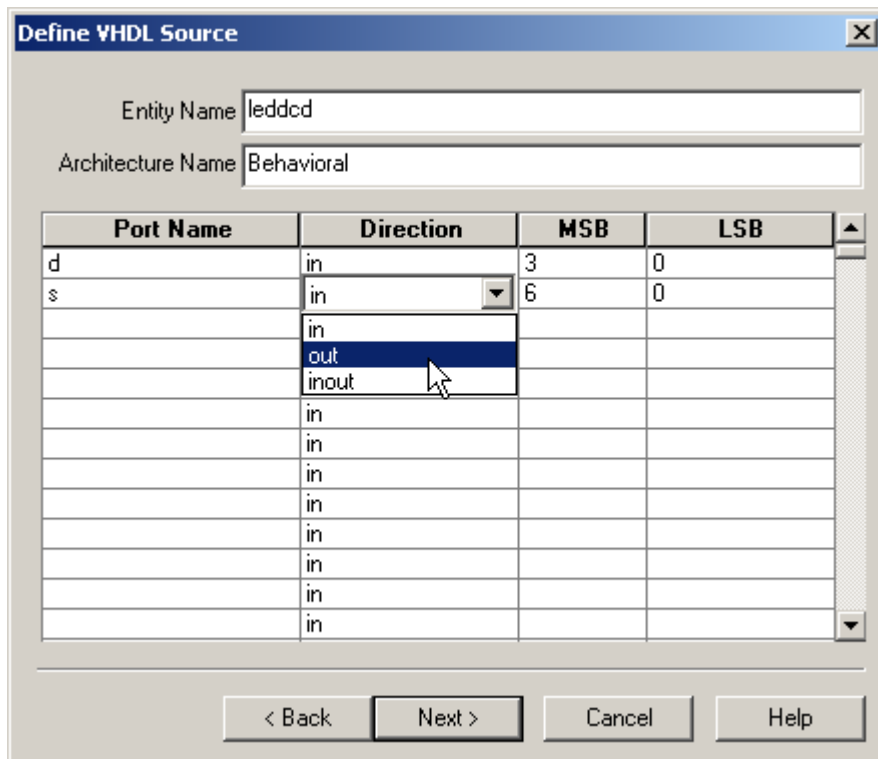 Define VHDL Source
Entity Name leddcd
Architecture Name Behavioral
Port Name Direction MSB LSB
d in 3 0
s in 6 0
in
out
inout
in
in
in
in
in
in
in
in
< Back Next > Cancel Help